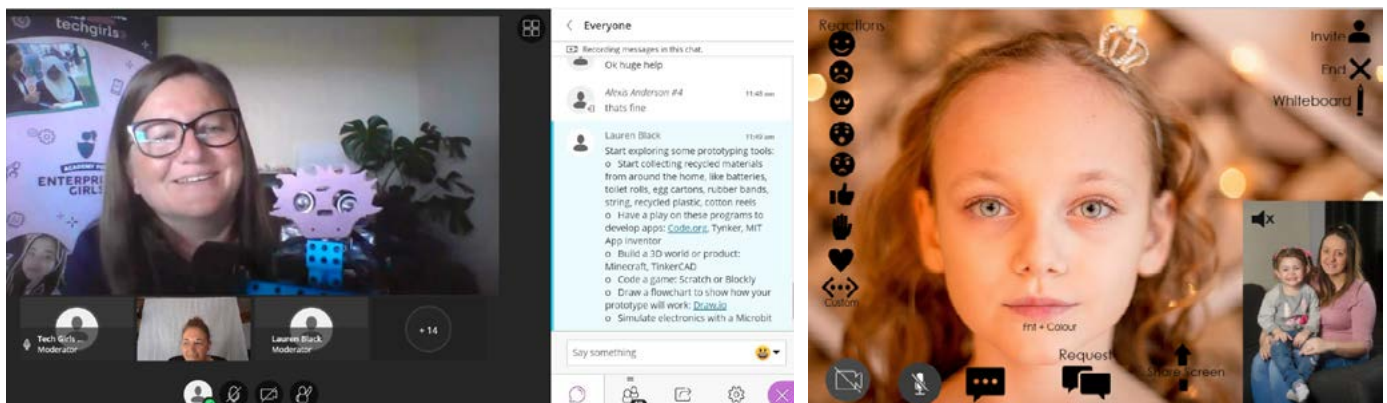 techgirls
ACADEMY FOR
ENTERPRI
GIRLS
Tech Girls ...
Moderator
Lauren Black
Moderator
+ 14
Everyone
Recording messages in this chat.
Ok huge help
Alexis Anderson #4
11:48 am
thats fine
Lauren Black
11:49 am
Start exploring some prototyping tools:
o Start collecting recycled materials
from around the home, like batteries,
toilet rolls, egg cartons, rubber bands,
string, recycled plastic, cotton reels
o Have a play on these programs to
develop apps: Code.org, Tynker, MIT
App Inventor
o Build a 3D world or product:
Minecraft, TinkerCAD
o Code a game: Scratch or Blockly
o Draw a flowchart to show how your
prototype will work: Draw.io
o Simulate electronics with a Microbit
Say something
Reactions
Custom
Invite
End
Whiteboard
Fnt + Colour
Request
Share Screen